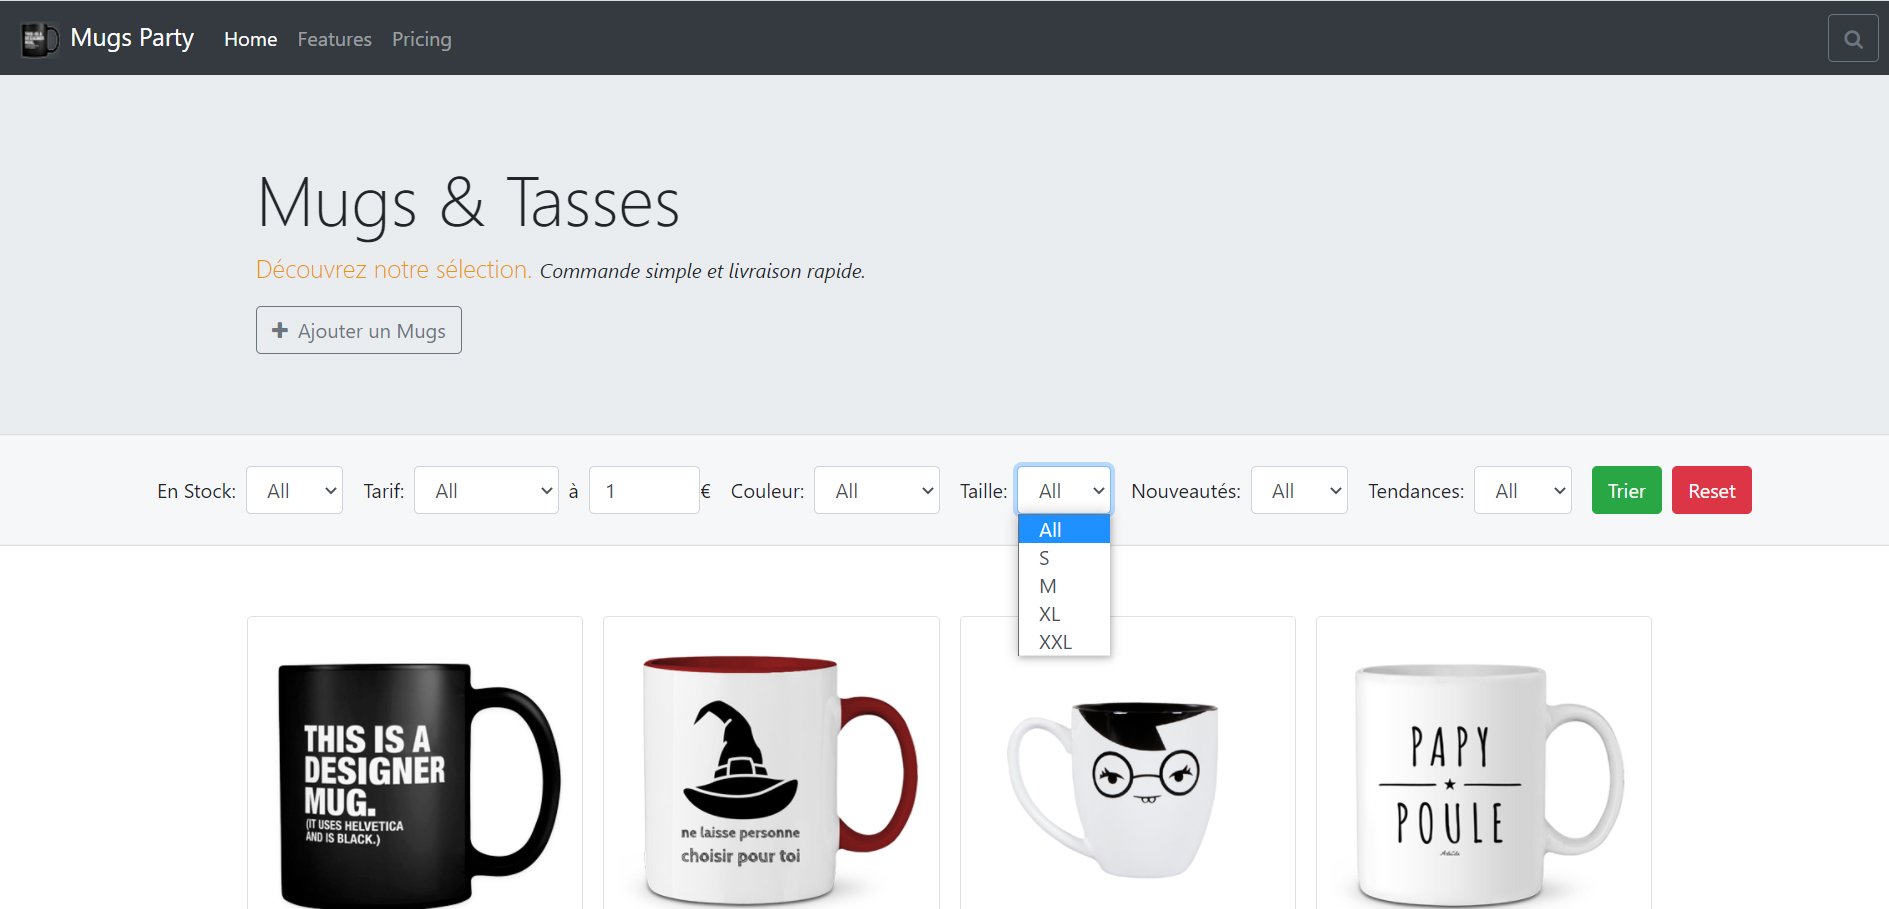 Mugs Party Home Features Pricing
Mugs & Tasses
Découvrez notre sélection. Commande simple et livraison rapide.
Ajouter un Mugs
En Stock: All Tarif: All à 1 € Couleur: All Taille: All Nouveautés: All Tendances: All Trier Reset
All
S
M
XL
XXL
THIS IS A
DESIGNER
MUG.
(IT USES HELVETICA
AND IS BLACK.)
ne laisse personne
choisir pour toi
PAPY
POULE